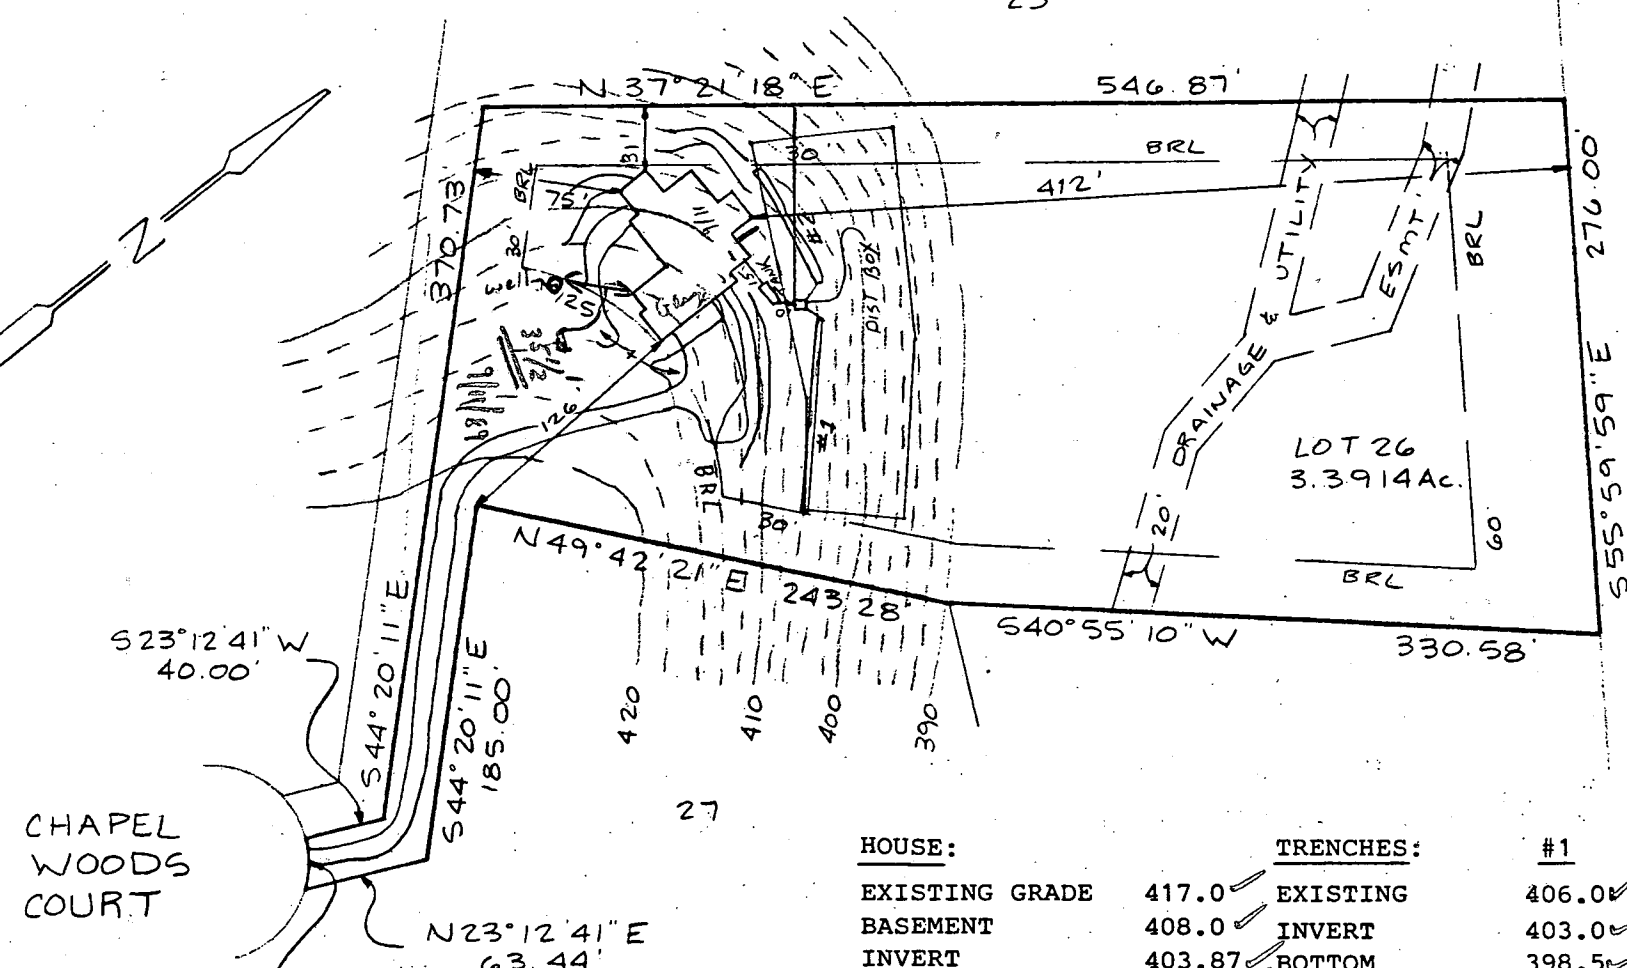 N 37° 21' 18" E
546.87'
31
30
BRL
412'
BRL
75'
30
370.73
276.00'
S55°59'59"E
BRL
Well
125
TANK
#2
DIST BOX
126'
#1
BRL
30
DRAINAGE & UTILITY ESMT.
20'
LOT 26
3.3914 Ac.
60
BRL
N 49° 42' 21" E 243 28
S40°55'10"W
330.58'
S23°12'41"W
40.00'
S44°20'11"E
S44°20'11"E
185.00'
420
410
400
390
N
27
CHAPEL
WOODS
COURT
N23°12'41"E
63.44'
HOUSE: TRENCHES: #1
EXISTING GRADE 417.0 EXISTING 406.0
BASEMENT 408.0 INVERT 403.0
INVERT 403.87 BOTTOM 398.5